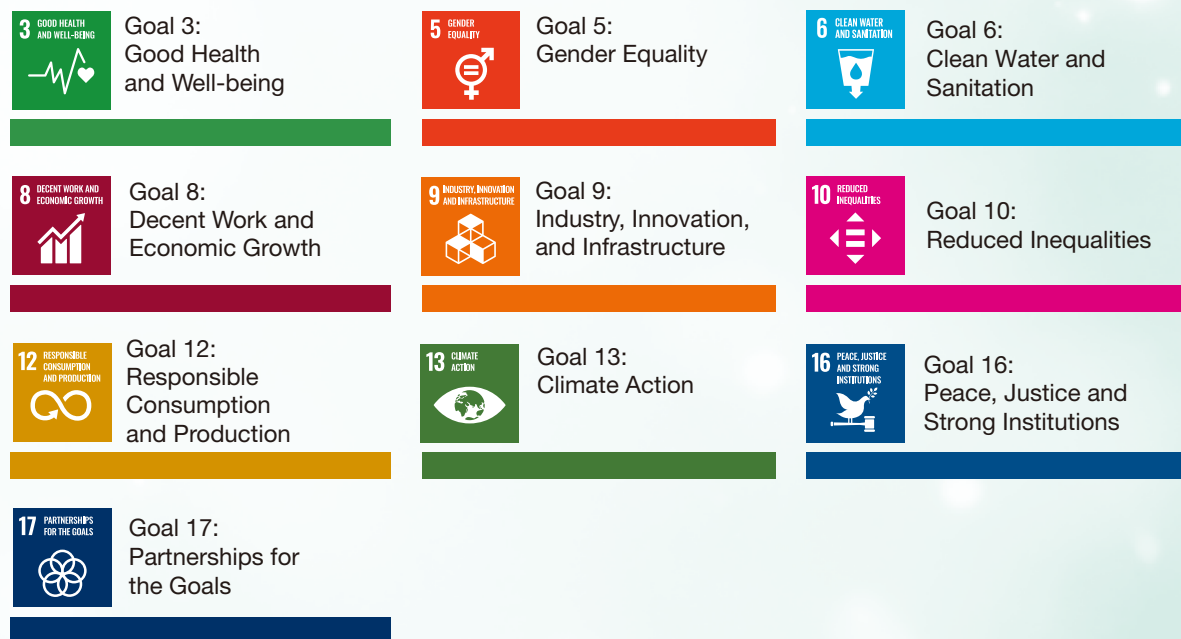 3 GOOD HEALTH
AND WELL-BEING
Goal 3:
Good Health
and Well-being
5 GENDER
EQUALITY
Goal 5:
Gender Equality
6 CLEAN WATER
AND SANITATION
Goal 6:
Clean Water and
Sanitation
8 DECENT WORK AND
ECONOMIC GROWTH
Goal 8:
Decent Work and
Economic Growth
9 INDUSTRY, INNOVATION
AND INFRASTRUCTURE
Goal 9:
Industry, Innovation,
and Infrastructure
10 REDUCED
INEQUALITIES
Goal 10:
Reduced Inequalities
12 RESPONSIBLE
CONSUMPTION
AND PRODUCTION
Goal 12:
Responsible
Consumption
and Production
13 CLIMATE
ACTION
Goal 13:
Climate Action
16 PEACE, JUSTICE
AND STRONG
INSTITUTIONS
Goal 16:
Peace, Justice and
Strong Institutions
17 PARTNERSHIPS
FOR THE GOALS
Goal 17:
Partnerships for
the Goals